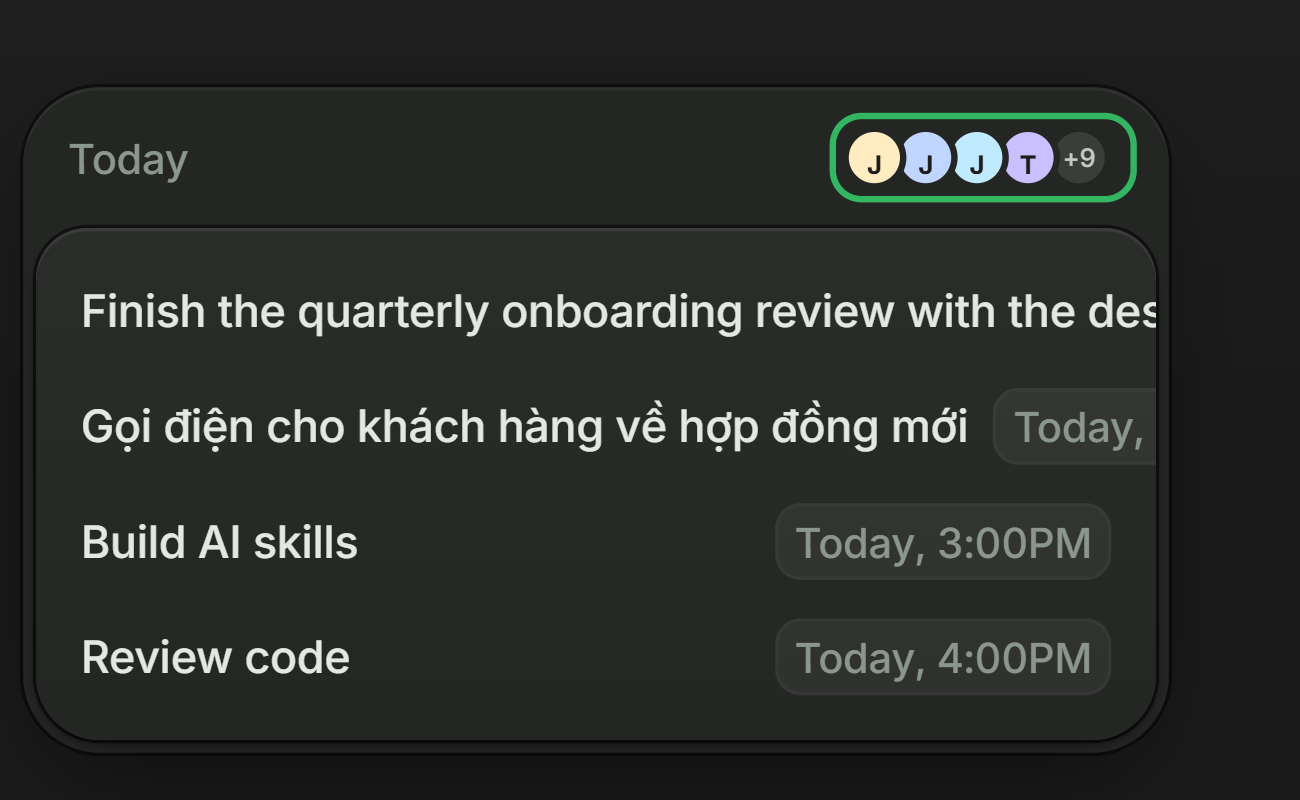 Today J J J T +9
Finish the quarterly onboarding review with the des
Gọi điện cho khách hàng về hợp đồng mới Today,
Build AI skills Today, 3:00PM
Review code Today, 4:00PM